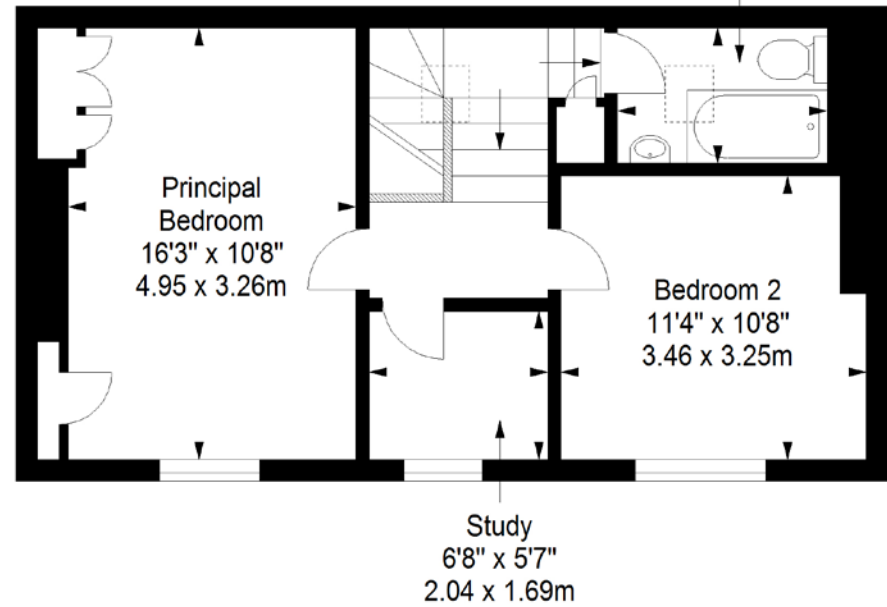 Principal
Bedroom
16'3" x 10'8"
4.95 x 3.26m
Bedroom 2
11'4" x 10'8"
3.46 x 3.25m
Study
6'8" x 5'7"
2.04 x 1.69m